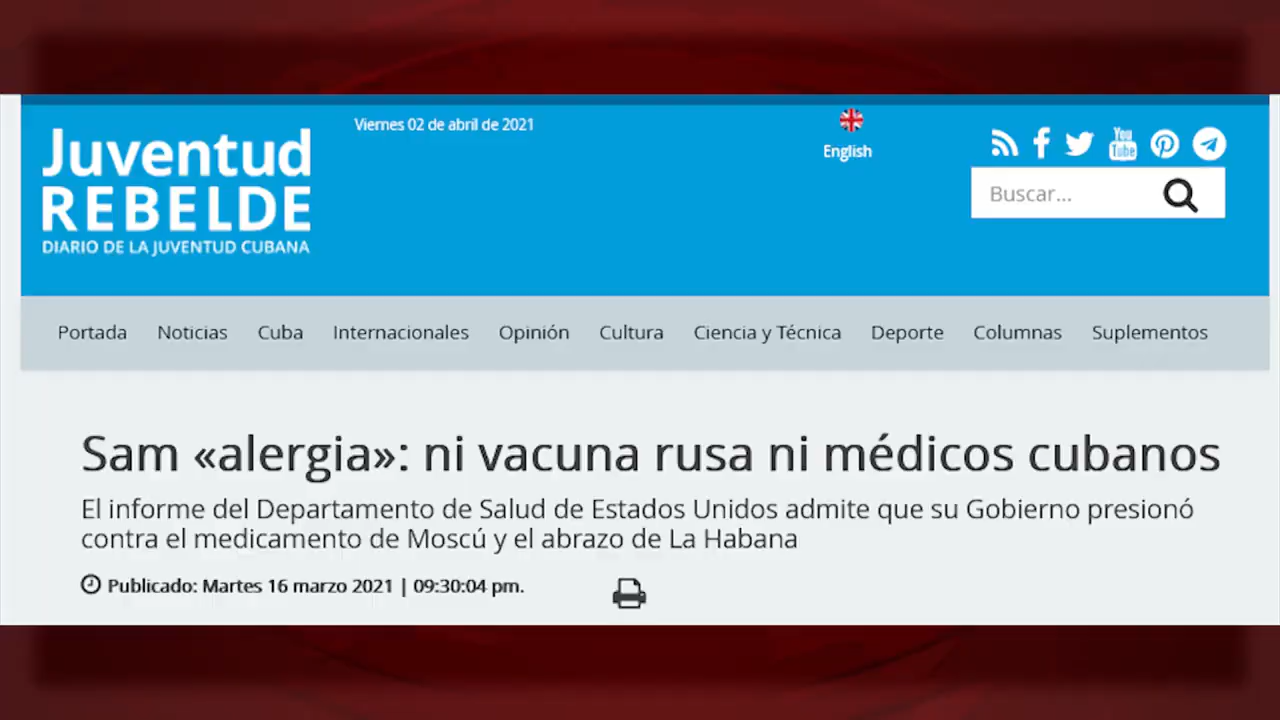 Viernes 02 de abril de 2021
English
Juventud
REBELDE
DIARIO DE LA JUVENTUD CUBANA
You
Tube
Buscar...
Portada Noticias Cuba Internacionales Opinión Cultura Ciencia y Técnica Deporte Columnas Suplementos
Sam «alergia»: ni vacuna rusa ni médicos cubanos
El informe del Departamento de Salud de Estados Unidos admite que su Gobierno presionó
contra el medicamento de Moscú y el abrazo de La Habana
Publicado: Martes 16 marzo 2021 | 09:30:04 pm.